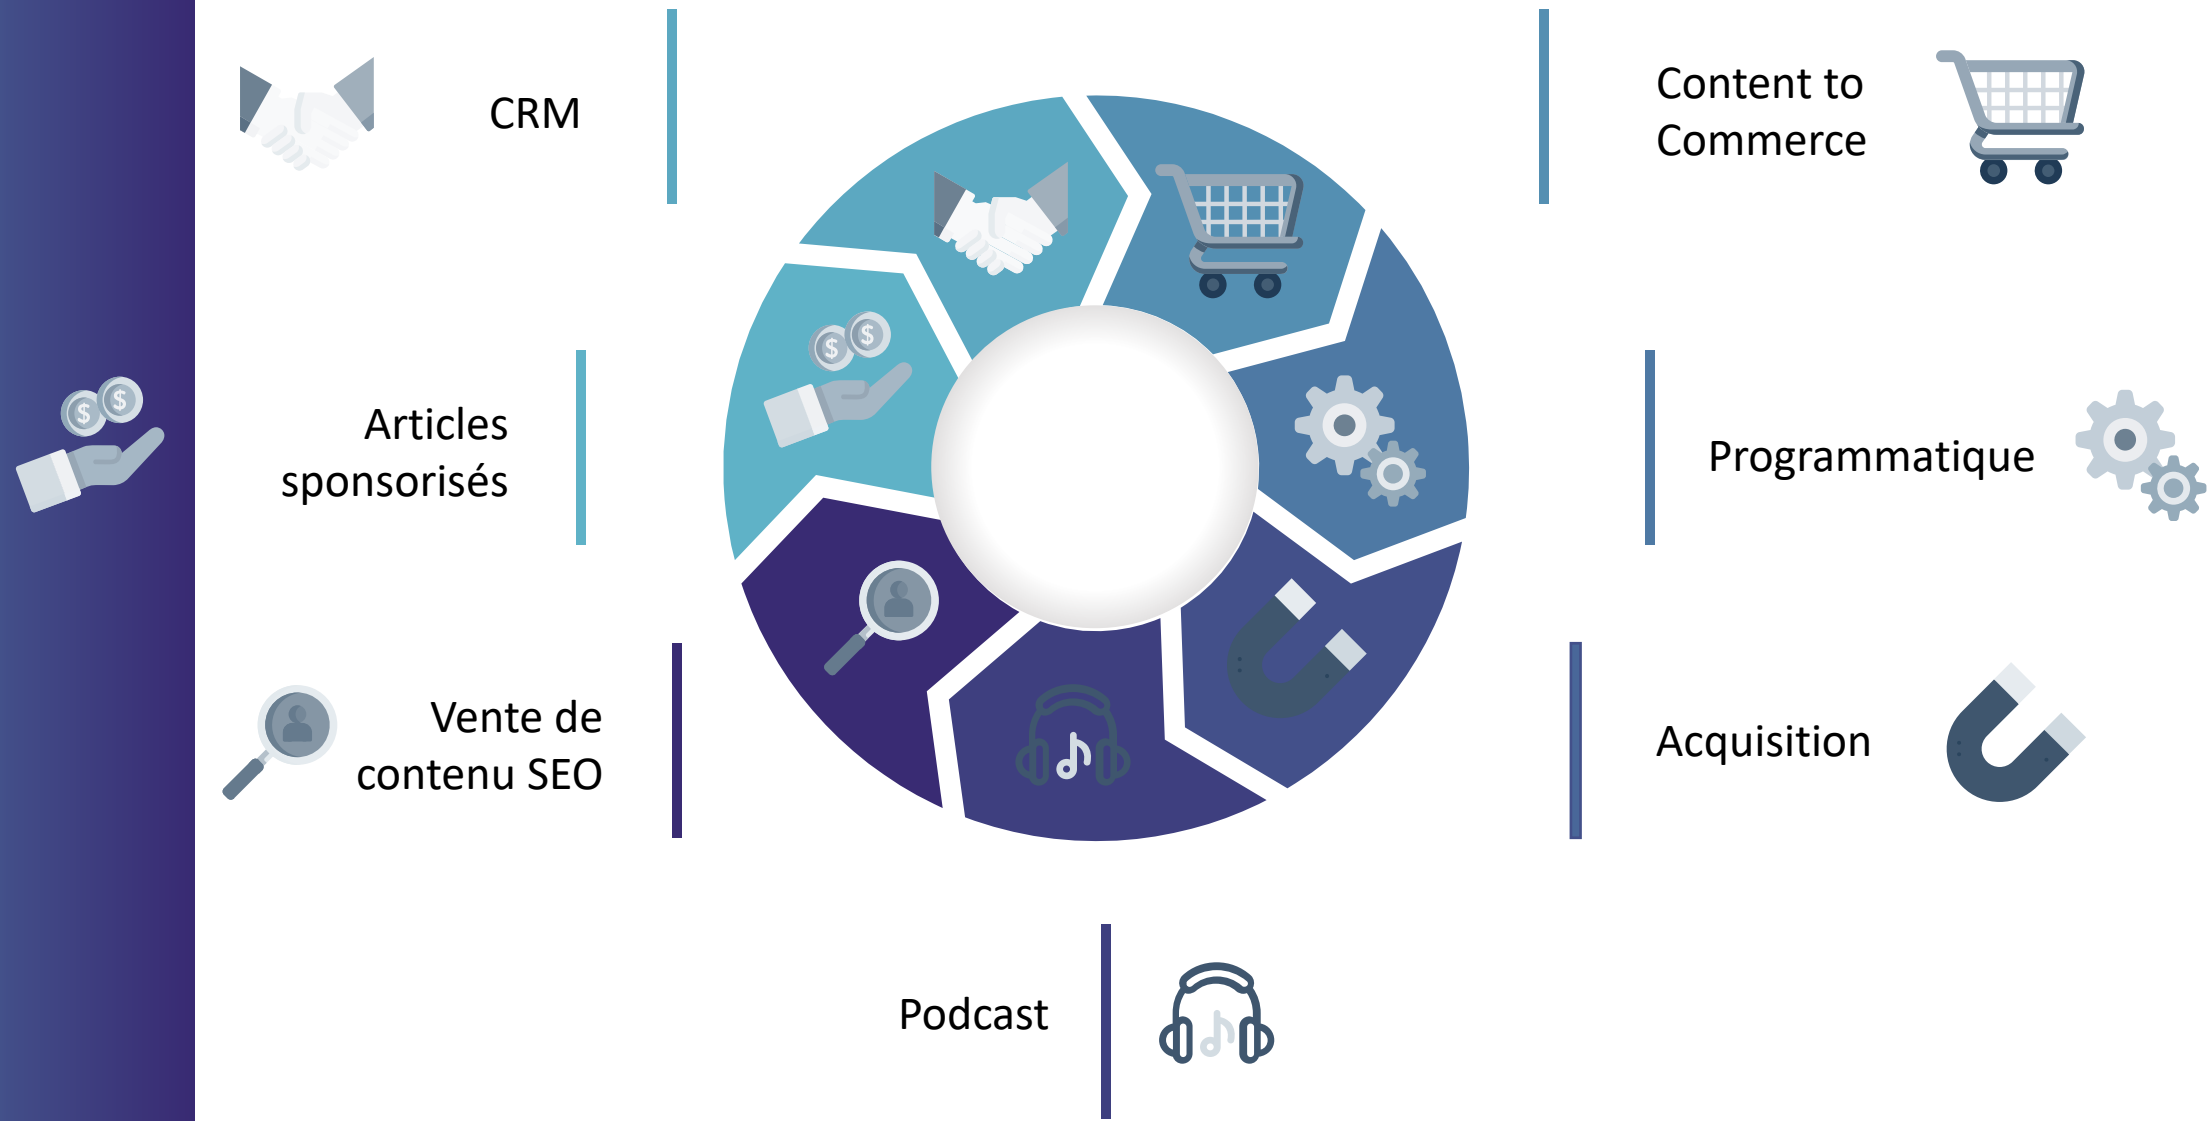 CRM
Content to
Commerce
Articles
sponsorisés
Programmatique
Vente de
contenu SEO
Acquisition
Podcast